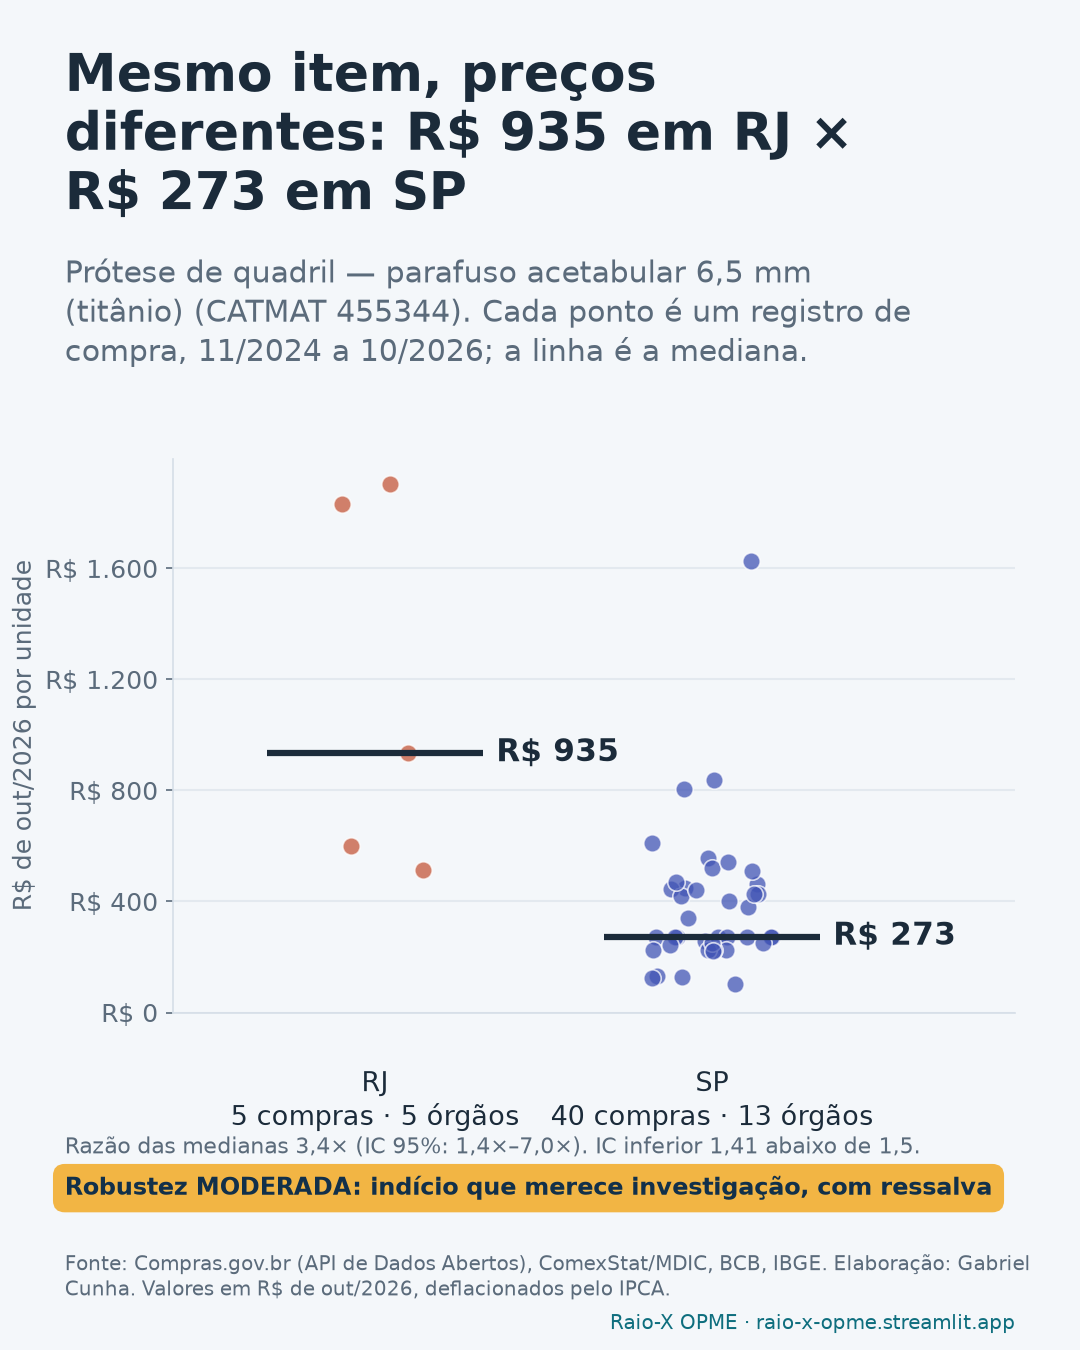 Mesmo item, preços
diferentes: R$ 935 em RJ ×
R$ 273 em SP
Prótese de quadril — parafuso acetabular 6,5 mm
(titânio) (CATMAT 455344). Cada ponto é um registro de
compra, 11/2024 a 10/2026; a linha é a mediana.
R$ de out/2026 por unidade
R$ 1.600
R$ 1.200
R$ 800
R$ 400
R$ 0
R$ 935
R$ 273
RJ
5 compras · 5 órgãos
SP
40 compras · 13 órgãos
Razão das medianas 3,4× (IC 95%: 1,4×–7,0×). IC inferior 1,41 abaixo de 1,5.
Robustez MODERADA: indício que merece investigação, com ressalva
Fonte: Compras.gov.br (API de Dados Abertos), ComexStat/MDIC, BCB, IBGE. Elaboração: Gabriel
Cunha. Valores em R$ de out/2026, deflacionados pelo IPCA.
Raio-X OPME · raio-x-opme.streamlit.app